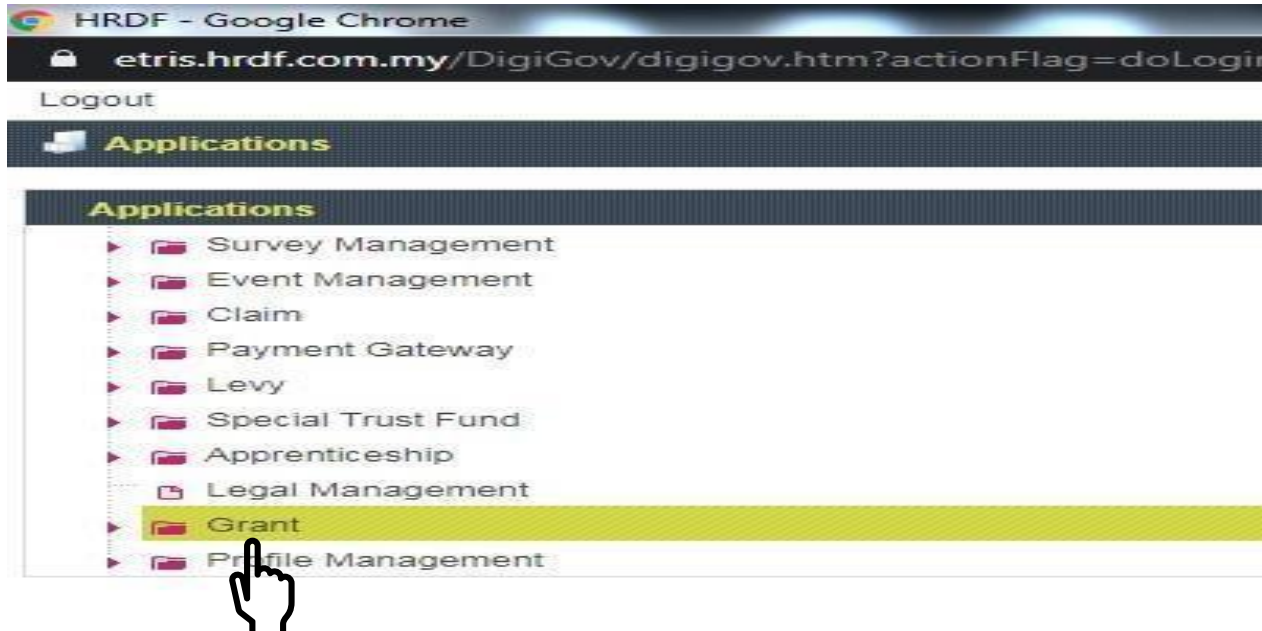 HRDF - Google Chrome
etris.hrdf.com.my/DigiGov/digigov.htm?actionFlag=doLogin
Logout
Applications
Applications
Survey Management
Event Management
Claim
Payment Gateway
Levy
Special Trust Fund
Apprenticeship
Legal Management
Grant
Profile Management